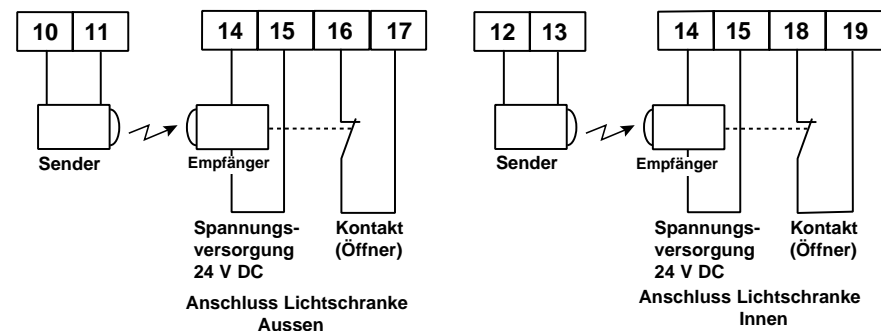 10 11 14 15 16 17
Sender
Empfänger
Spannungs-
versorgung
24 V DC
Kontakt
(Öffner)
Anschluss Lichtschranke
Aussen
12 13 14 15 18 19
Sender
Empfänger
Spannungs-
versorgung
24 V DC
Kontakt
(Öffner)
Anschluss Lichtschranke
Innen